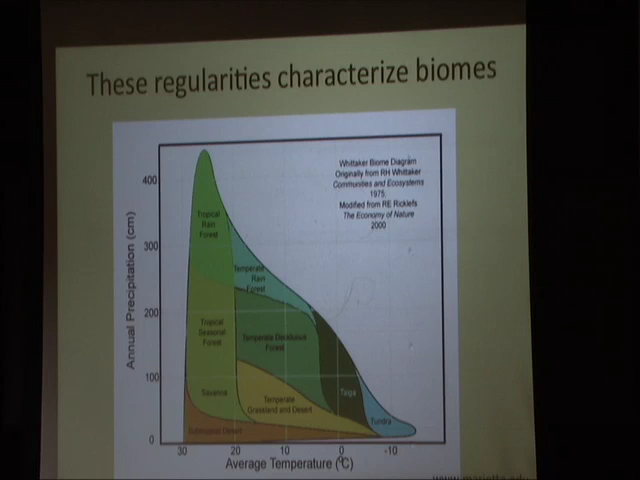 These regularities characterize biomes
Whittaker Biome Diagram
Originally from RH Whittaker
Communities and Ecosystems
1975.
Modified from RE Ricklefs
The Economy of Nature
2000
Annual Precipitation (cm)
400
300
200
100
0
Tropical
Rain
Forest
Temperate
Rain
Forest
Tropical
Seasonal
Forest
Temperate Deciduous
Forest
Savanna
Temperate
Grassland and Desert
Taiga
Tundra
Subtropical Desert
30
20
10
0
-10
Average Temperature (°C)